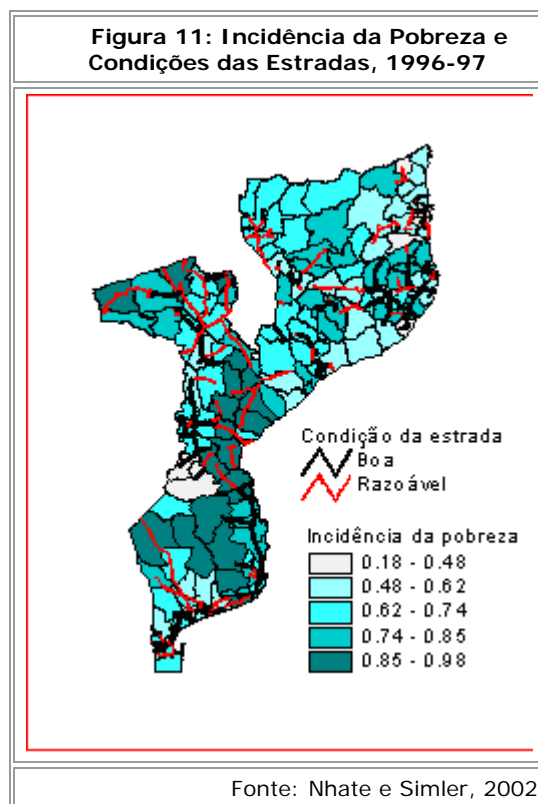 Figura 11: Incidência da Pobreza e
Condições das Estradas, 1996-97
Condição da estrada
Boa
Razoável
Incidência da pobreza
0.18 - 0.48
0.48 - 0.62
0.62 - 0.74
0.74 - 0.85
0.85 - 0.98
Fonte: Nhate e Simler, 2002